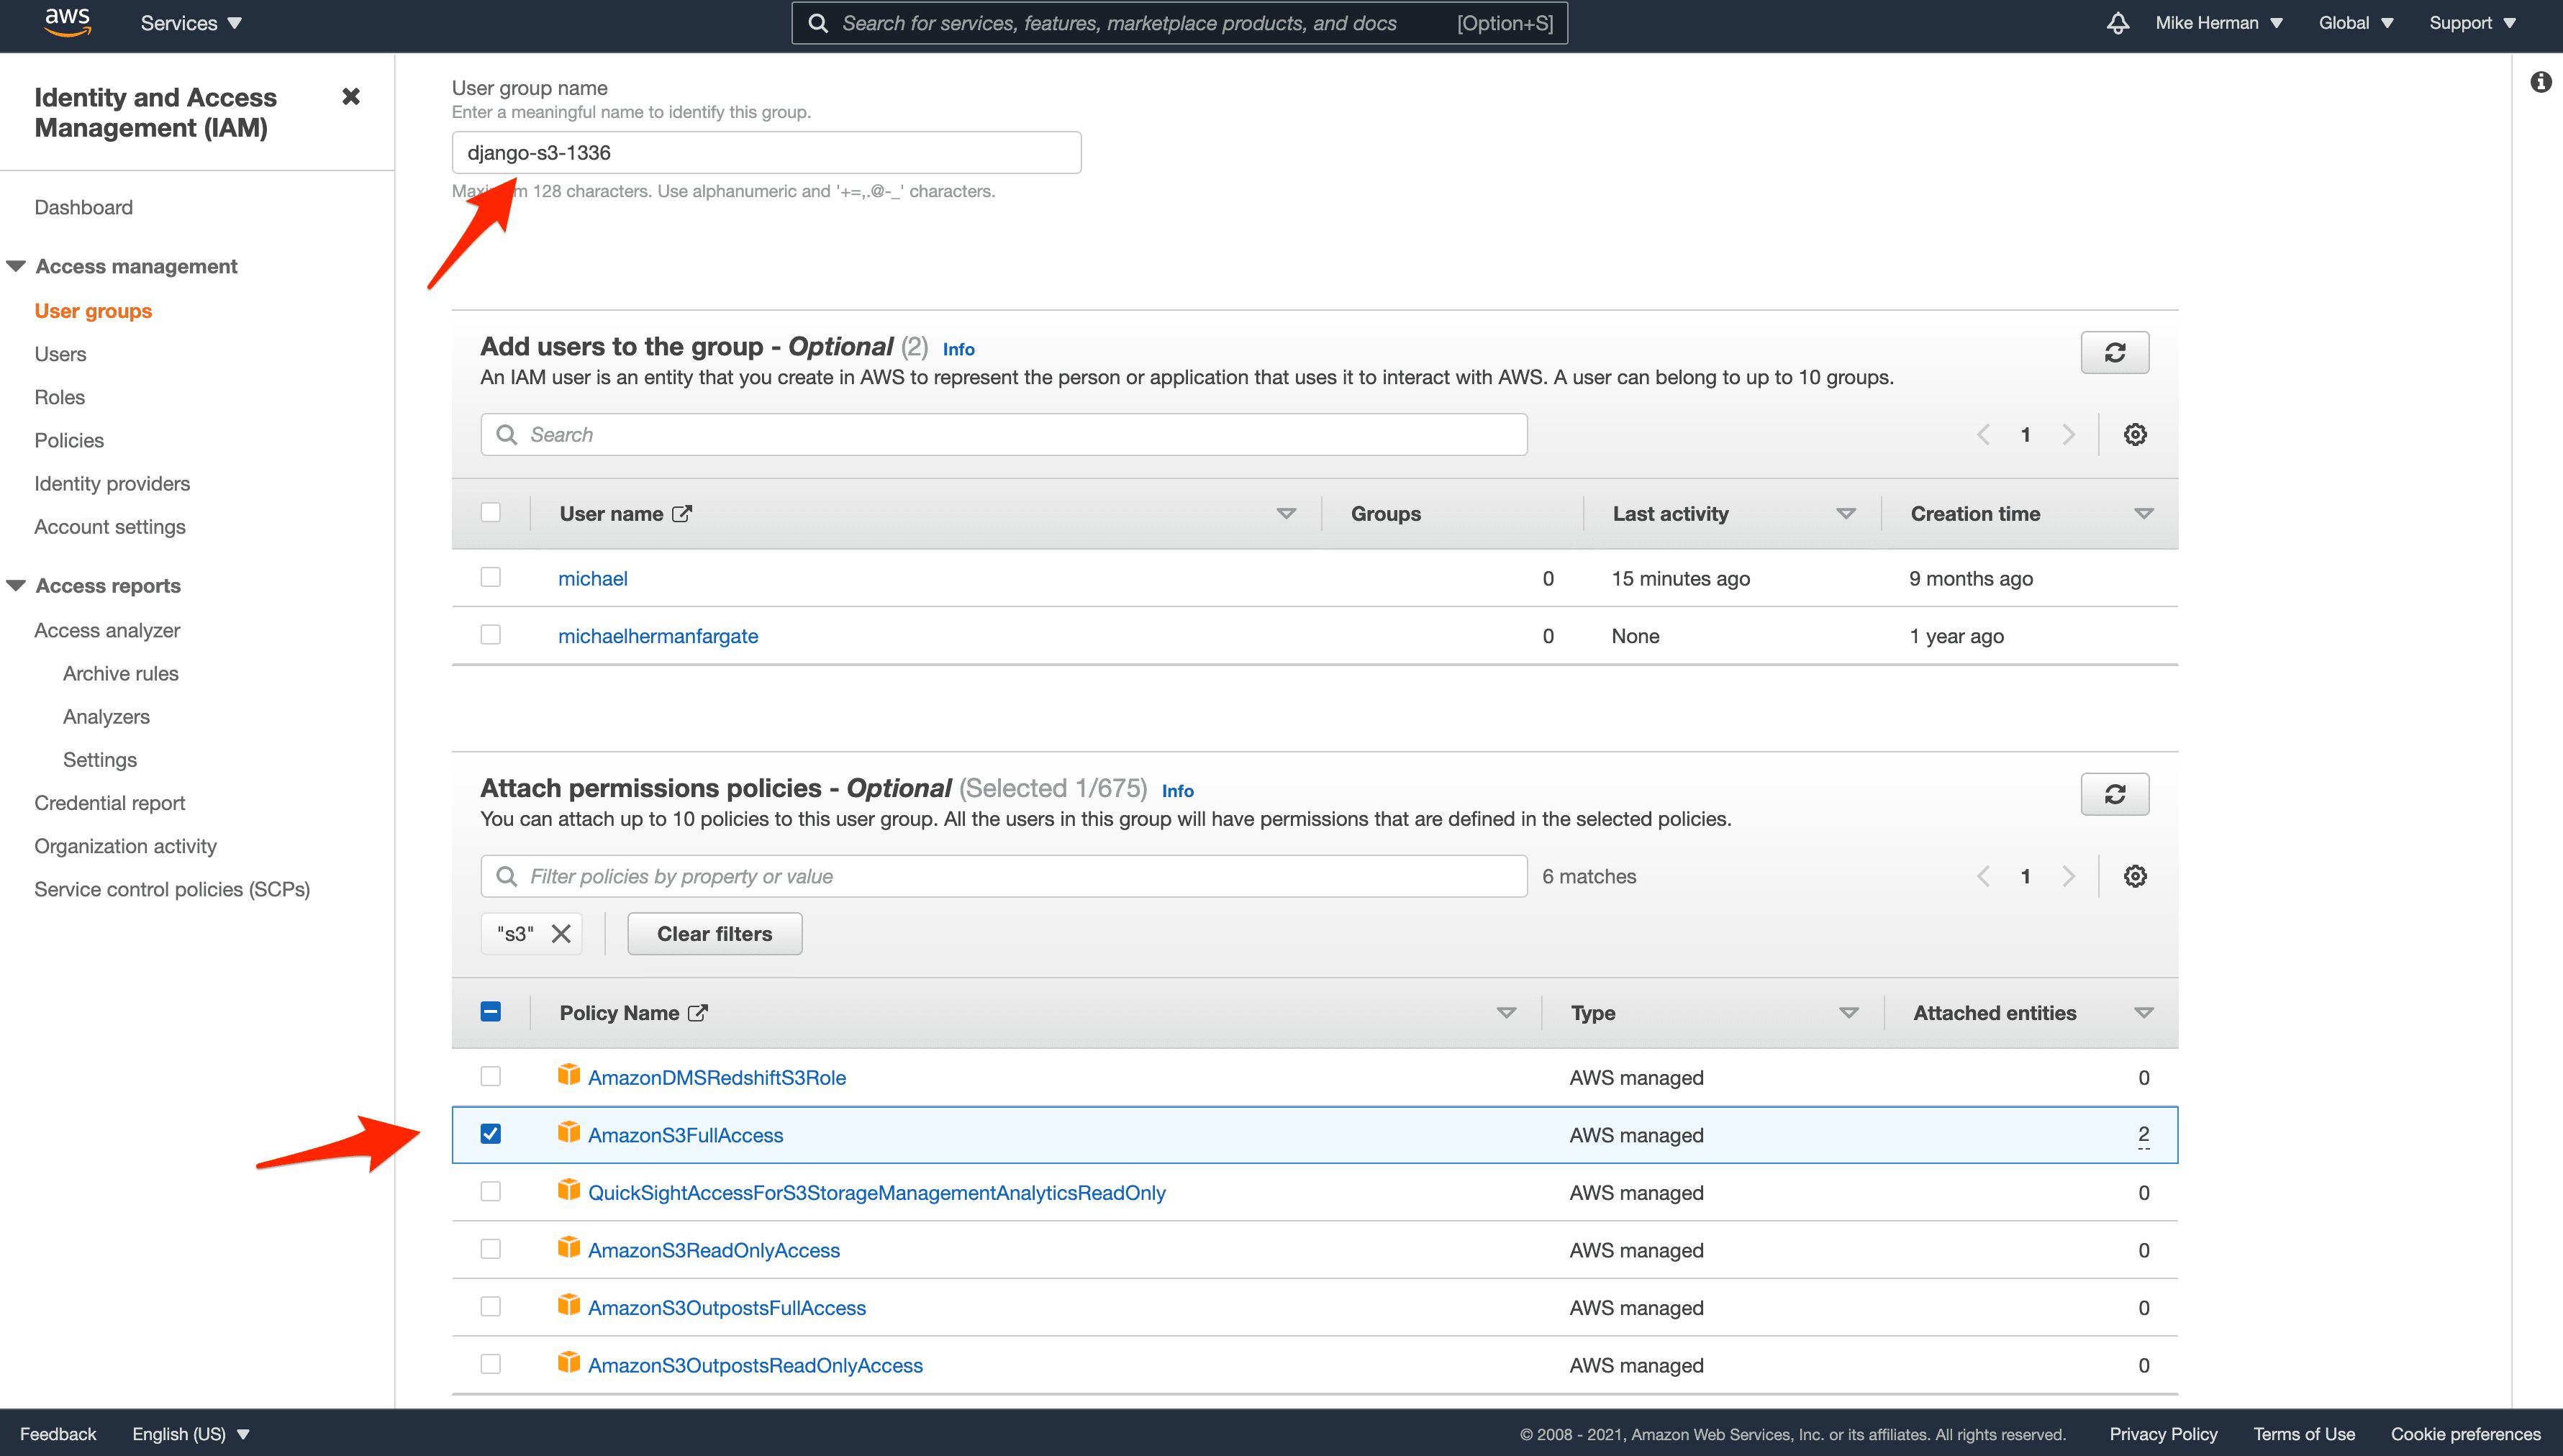 aws
Services
Search for services, features, marketplace products, and docs [Option+S]
Mike Herman
Global
Support
Identity and Access
Management (IAM)
Dashboard
Access management
User groups
Users
Roles
Policies
Identity providers
Account settings
Access reports
Access analyzer
Archive rules
Analyzers
Settings
Credential report
Organization activity
Service control policies (SCPs)
User group name
Enter a meaningful name to identify this group.
django-s3-1336
128 characters. Use alphanumeric and '+=,.@-_' characters.
Add users to the group - Optional (2) Info
An IAM user is an entity that you create in AWS to represent the person or application that uses it to interact with AWS. A user can belong to up to 10 groups.
Search
1
User name Groups Last activity Creation time
michael 0 15 minutes ago 9 months ago
michaelhermanfargate 0 None 1 year ago
Attach permissions policies - Optional (Selected 1/675) Info
You can attach up to 10 policies to this user group. All the users in this group will have permissions that are defined in the selected policies.
Filter policies by property or value 6 matches 1
"s3" Clear filters
Policy Name Type Attached entities
AmazonDMSRedshiftS3Role AWS managed 0
AmazonS3FullAccess AWS managed 2
QuickSightAccessForS3StorageManagementAnalyticsReadOnly AWS managed 0
AmazonS3ReadOnlyAccess AWS managed 0
AmazonS3OutpostsFullAccess AWS managed 0
AmazonS3OutpostsReadOnlyAccess AWS managed 0
Feedback English (US) © 2008 - 2021, Amazon Web Services, Inc. or its affiliates. All rights reserved. Privacy Policy Terms of Use Cookie preferences